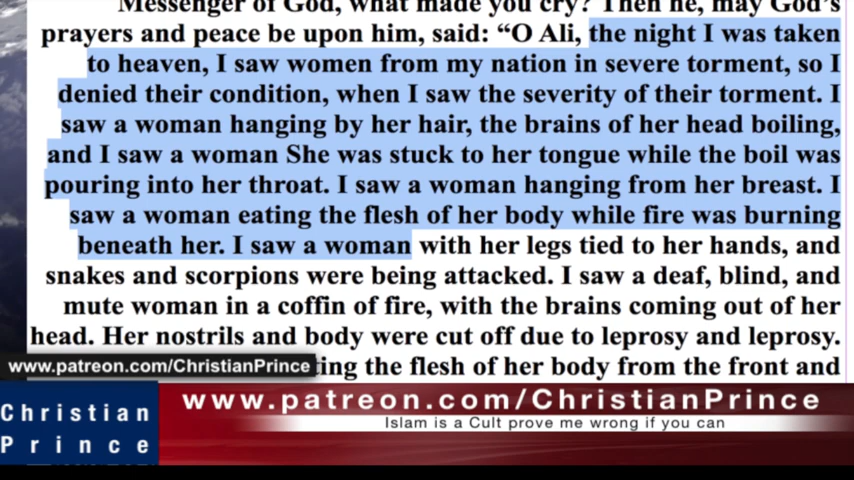 Messenger of God, what made you cry? Then he, may God's
prayers and peace be upon him, said: “O Ali, the night I was taken
to heaven, I saw women from my nation in severe torment, so I
denied their condition, when I saw the severity of their torment. I
saw a woman hanging by her hair, the brains of her head boiling,
and I saw a woman She was stuck to her tongue while the boil was
pouring into her throat. I saw a woman hanging from her breast. I
saw a woman eating the flesh of her body while fire was burning
beneath her. I saw a woman with her legs tied to her hands, and
snakes and scorpions were being attacked. I saw a deaf, blind, and
mute woman in a coffin of fire, with the brains coming out of her
head. Her nostrils and body were cut off due to leprosy and leprosy.
ting the flesh of her body from the front and
www.patreon.com/ChristianPrince
www.patreon.com/ChristianPrince
Islam is a Cult prove me wrong if you can
Christian
Prince